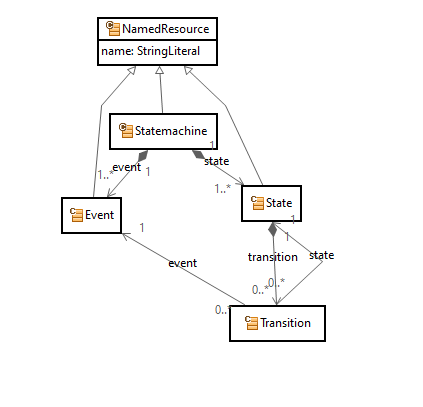 NamedResource
name: StringLiteral
Statemachine
1
event
state
1..*
1
1..*
Event
State
1
1
1
transition
state
event
0..*
0..*
0..
Transition